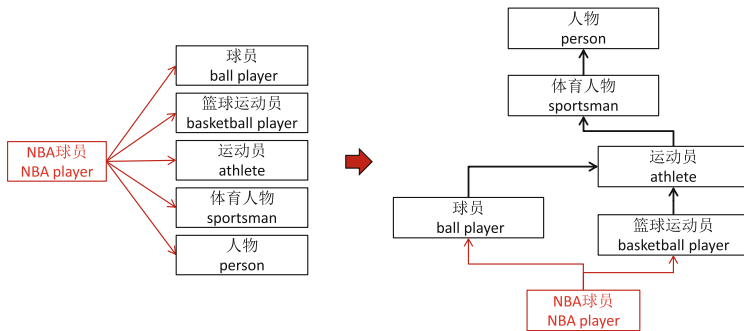 球员
ball player
篮球运动员
basketball player
NBA球员
NBA player
运动员
athlete
体育人物
sportsman
人物
person
人物
person
体育人物
sportsman
运动员
athlete
球员
ball player
篮球运动员
basketball player
NBA球员
NBA player